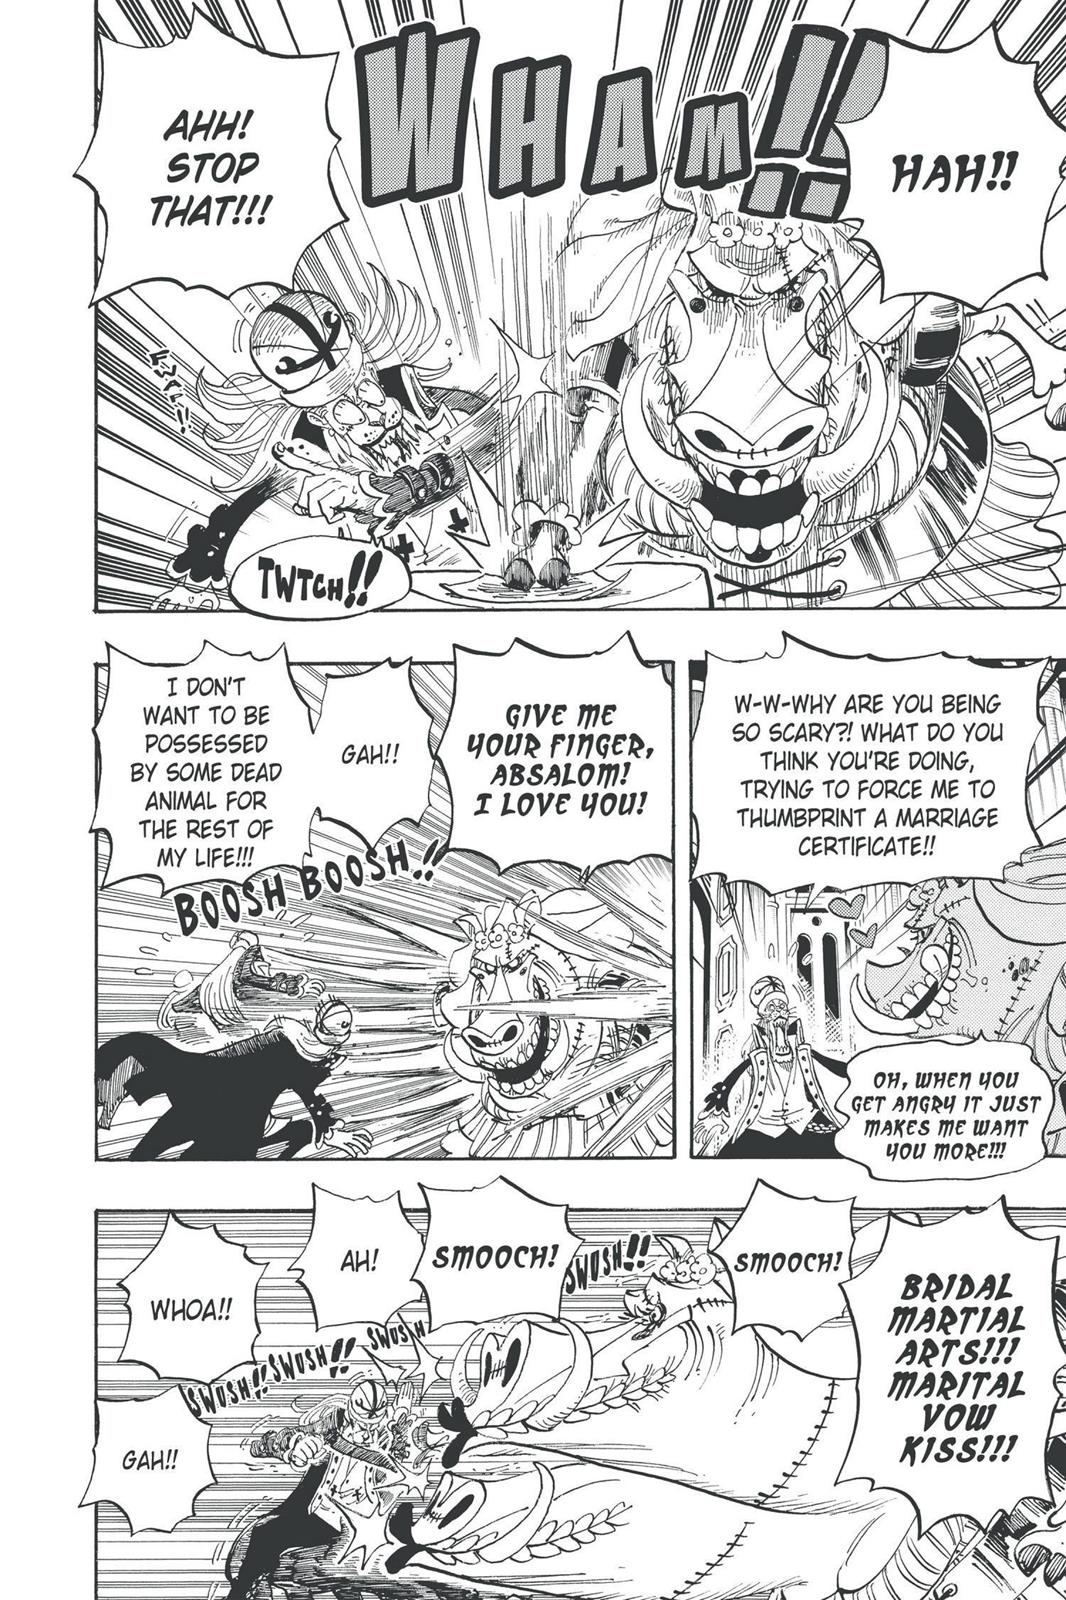 WHAM!!
HAH!!
AHH!
STOP
THAT!!!
FWFF!!
TWTCH!!
W-W-WHY ARE YOU BEING
SO SCARY?! WHAT DO YOU
THINK YOU'RE DOING,
TRYING TO FORCE ME TO
THUMBPRINT A MARRIAGE
CERTIFICATE!!
OH, WHEN YOU
GET ANGRY IT JUST
MAKES ME WANT
YOU MORE!!!
GIVE ME
YOUR FINGER,
ABSALOM!
I LOVE YOU!
GAH!!
I DON'T
WANT TO BE
POSSESSED
BY SOME DEAD
ANIMAL FOR
THE REST OF
MY LIFE!!!
BOOSH BOOSH!!
BRIDAL
MARTIAL
ARTS!!!
MARITAL
VOW
KISS!!!
SMOOCH!
SWUSH!!
SMOOCH!
AH!
SWUSH
SWUSH!!
SWUSH!!
WHOA!!
GAH!!